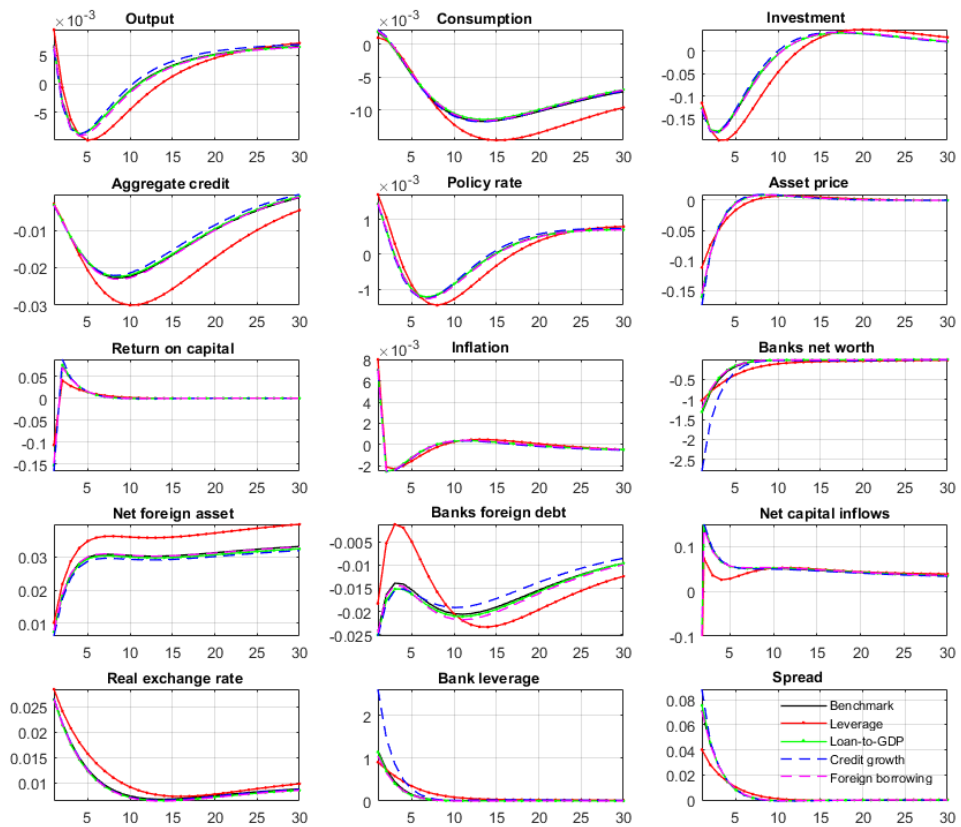 ×10⁻³ Output
5
0
-5
5 10 15 20 25 30
×10⁻³ Consumption
0
-5
-10
5 10 15 20 25 30
Investment
0
-0.05
-0.1
-0.15
5 10 15 20 25 30
Aggregate credit
-0.01
-0.02
-0.03
5 10 15 20 25 30
×10⁻³ Policy rate
1
0
-1
5 10 15 20 25 30
Asset price
0
-0.05
-0.1
-0.15
5 10 15 20 25 30
Return on capital
0.05
0
-0.05
-0.1
-0.15
5 10 15 20 25 30
×10⁻³ Inflation
8
6
4
2
0
-2
5 10 15 20 25 30
Banks net worth
-0.5
-1
-1.5
-2
-2.5
5 10 15 20 25 30
Net foreign asset
0.03
0.02
0.01
5 10 15 20 25 30
Banks foreign debt
-0.005
-0.01
-0.015
-0.02
-0.025
5 10 15 20 25 30
Net capital inflows
0.1
0
-0.1
5 10 15 20 25 30
Real exchange rate
0.025
0.02
0.015
0.01
5 10 15 20 25 30
Bank leverage
2
1
0
5 10 15 20 25 30
Spread
0.08
0.06
0.04
0.02
0
5 10 15 20 25 30
Benchmark
Leverage
Loan-to-GDP
Credit growth
Foreign borrowing